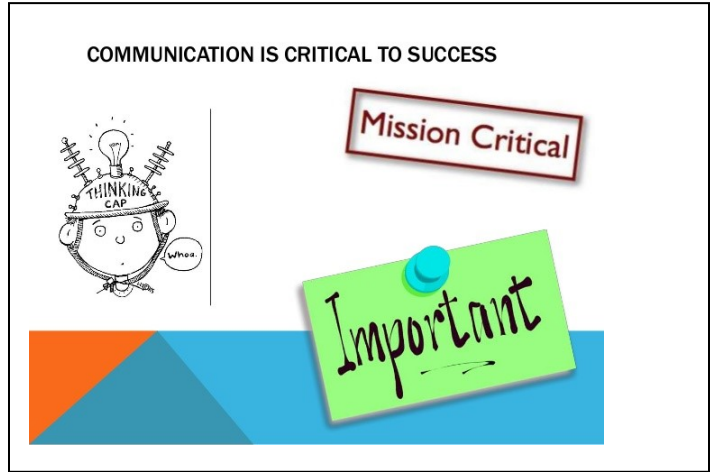 COMMUNICATION IS CRITICAL TO SUCCESS
Mission Critical
THINKING
CAP
Whoa.
Important